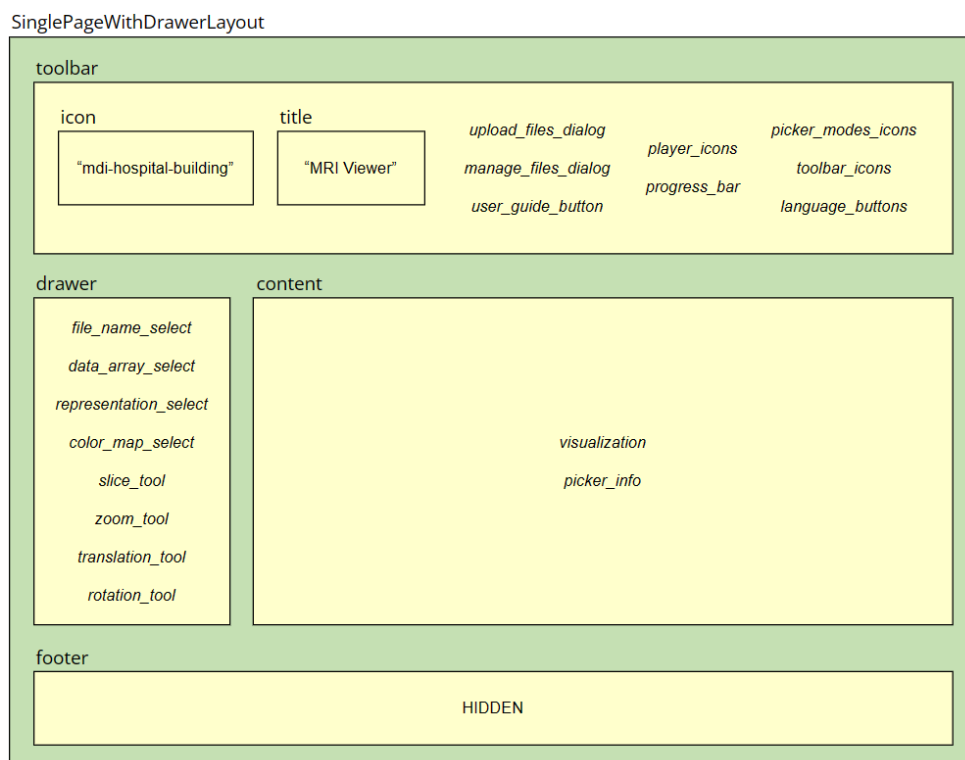 SinglePageWithDrawerLayout
toolbar
icon
“mdi-hospital-building”
title
“MRI Viewer”
upload_files_dialog
manage_files_dialog
user_guide_button
player_icons
progress_bar
picker_modes_icons
toolbar_icons
language_buttons
drawer
file_name_select
data_array_select
representation_select
color_map_select
slice_tool
zoom_tool
translation_tool
rotation_tool
content
visualization
picker_info
footer
HIDDEN